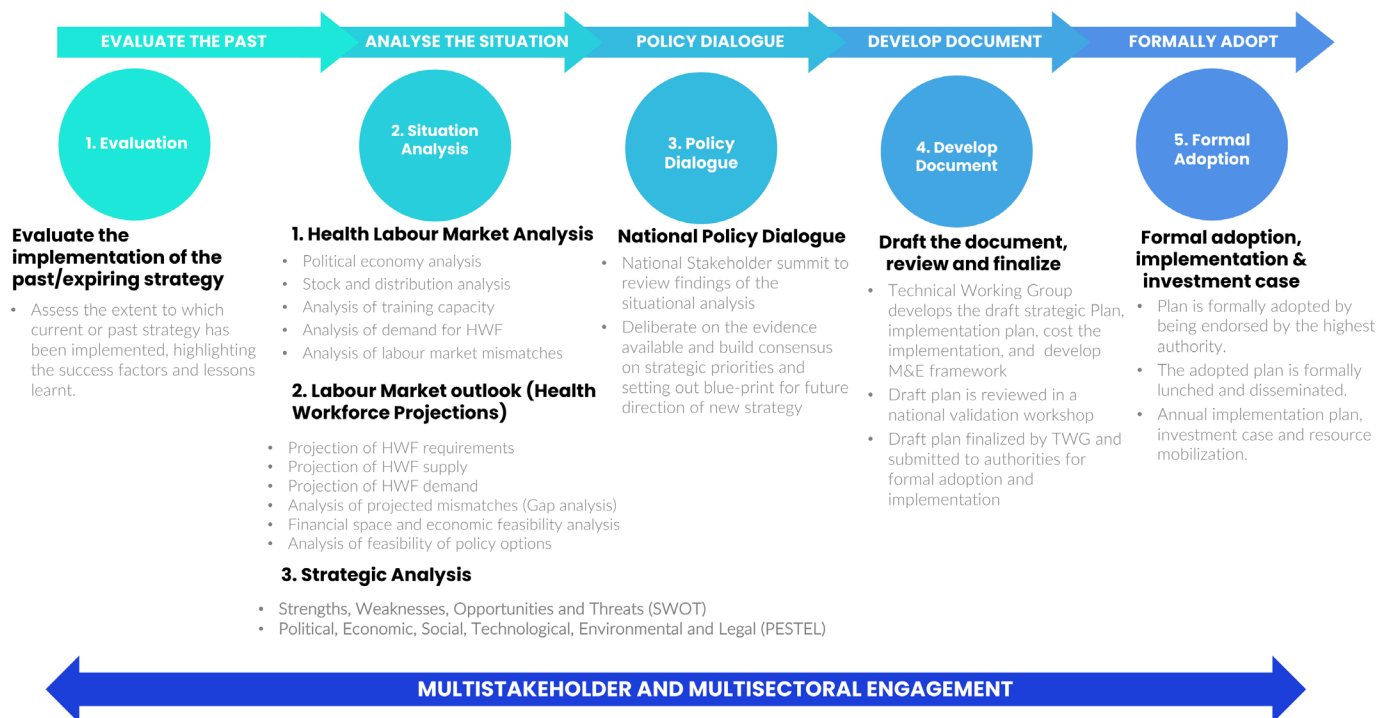 EVALUATE THE PAST
ANALYSE THE SITUATION
POLICY DIALOGUE
DEVELOP DOCUMENT
FORMALLY ADOPT
1. Evaluation
2. Situation
Analysis
3. Policy
Dialogue
4. Develop
Document
5. Formal
Adoption
Evaluate the
implementation of the
past/expiring strategy
• Assess the extent to which
current or past strategy has
been implemented, highlighting
the success factors and lessons
learnt.
1. Health Labour Market Analysis
• Political economy analysis
• Stock and distribution analysis
• Analysis of training capacity
• Analysis of demand for HWF
• Analysis of labour market mismatches
2. Labour Market outlook (Health
Workforce Projections)
• Projection of HWF requirements
• Projection of HWF supply
• Projection of HWF demand
• Analysis of projected mismatches (Gap analysis)
• Financial space and economic feasibility analysis
• Analysis of feasibility of policy options
3. Strategic Analysis
• Strengths, Weaknesses, Opportunities and Threats (SWOT)
• Political, Economic, Social, Technological, Environmental and Legal (PESTEL)
National Policy Dialogue
• National Stakeholder summit to
review findings of the
situational analysis
• Deliberate on the evidence
available and build consensus
on strategic priorities and
setting out blue-print for future
direction of new strategy
Draft the document,
review and finalize
• Technical Working Group
develops the draft strategic Plan,
implementation plan, cost the
implementation, and develop
M&E framework
• Draft plan is reviewed in a
national validation workshop
• Draft plan finalized by TWG and
submitted to authorities for
formal adoption and
implementation
Formal adoption,
implementation &
investment case
• Plan is formally adopted by
being endorsed by the highest
authority.
• The adopted plan is formally
lunched and disseminated.
• Annual implementation plan,
investment case and resource
mobilization.
MULTISTAKEHOLDER AND MULTISECTORAL ENGAGEMENT